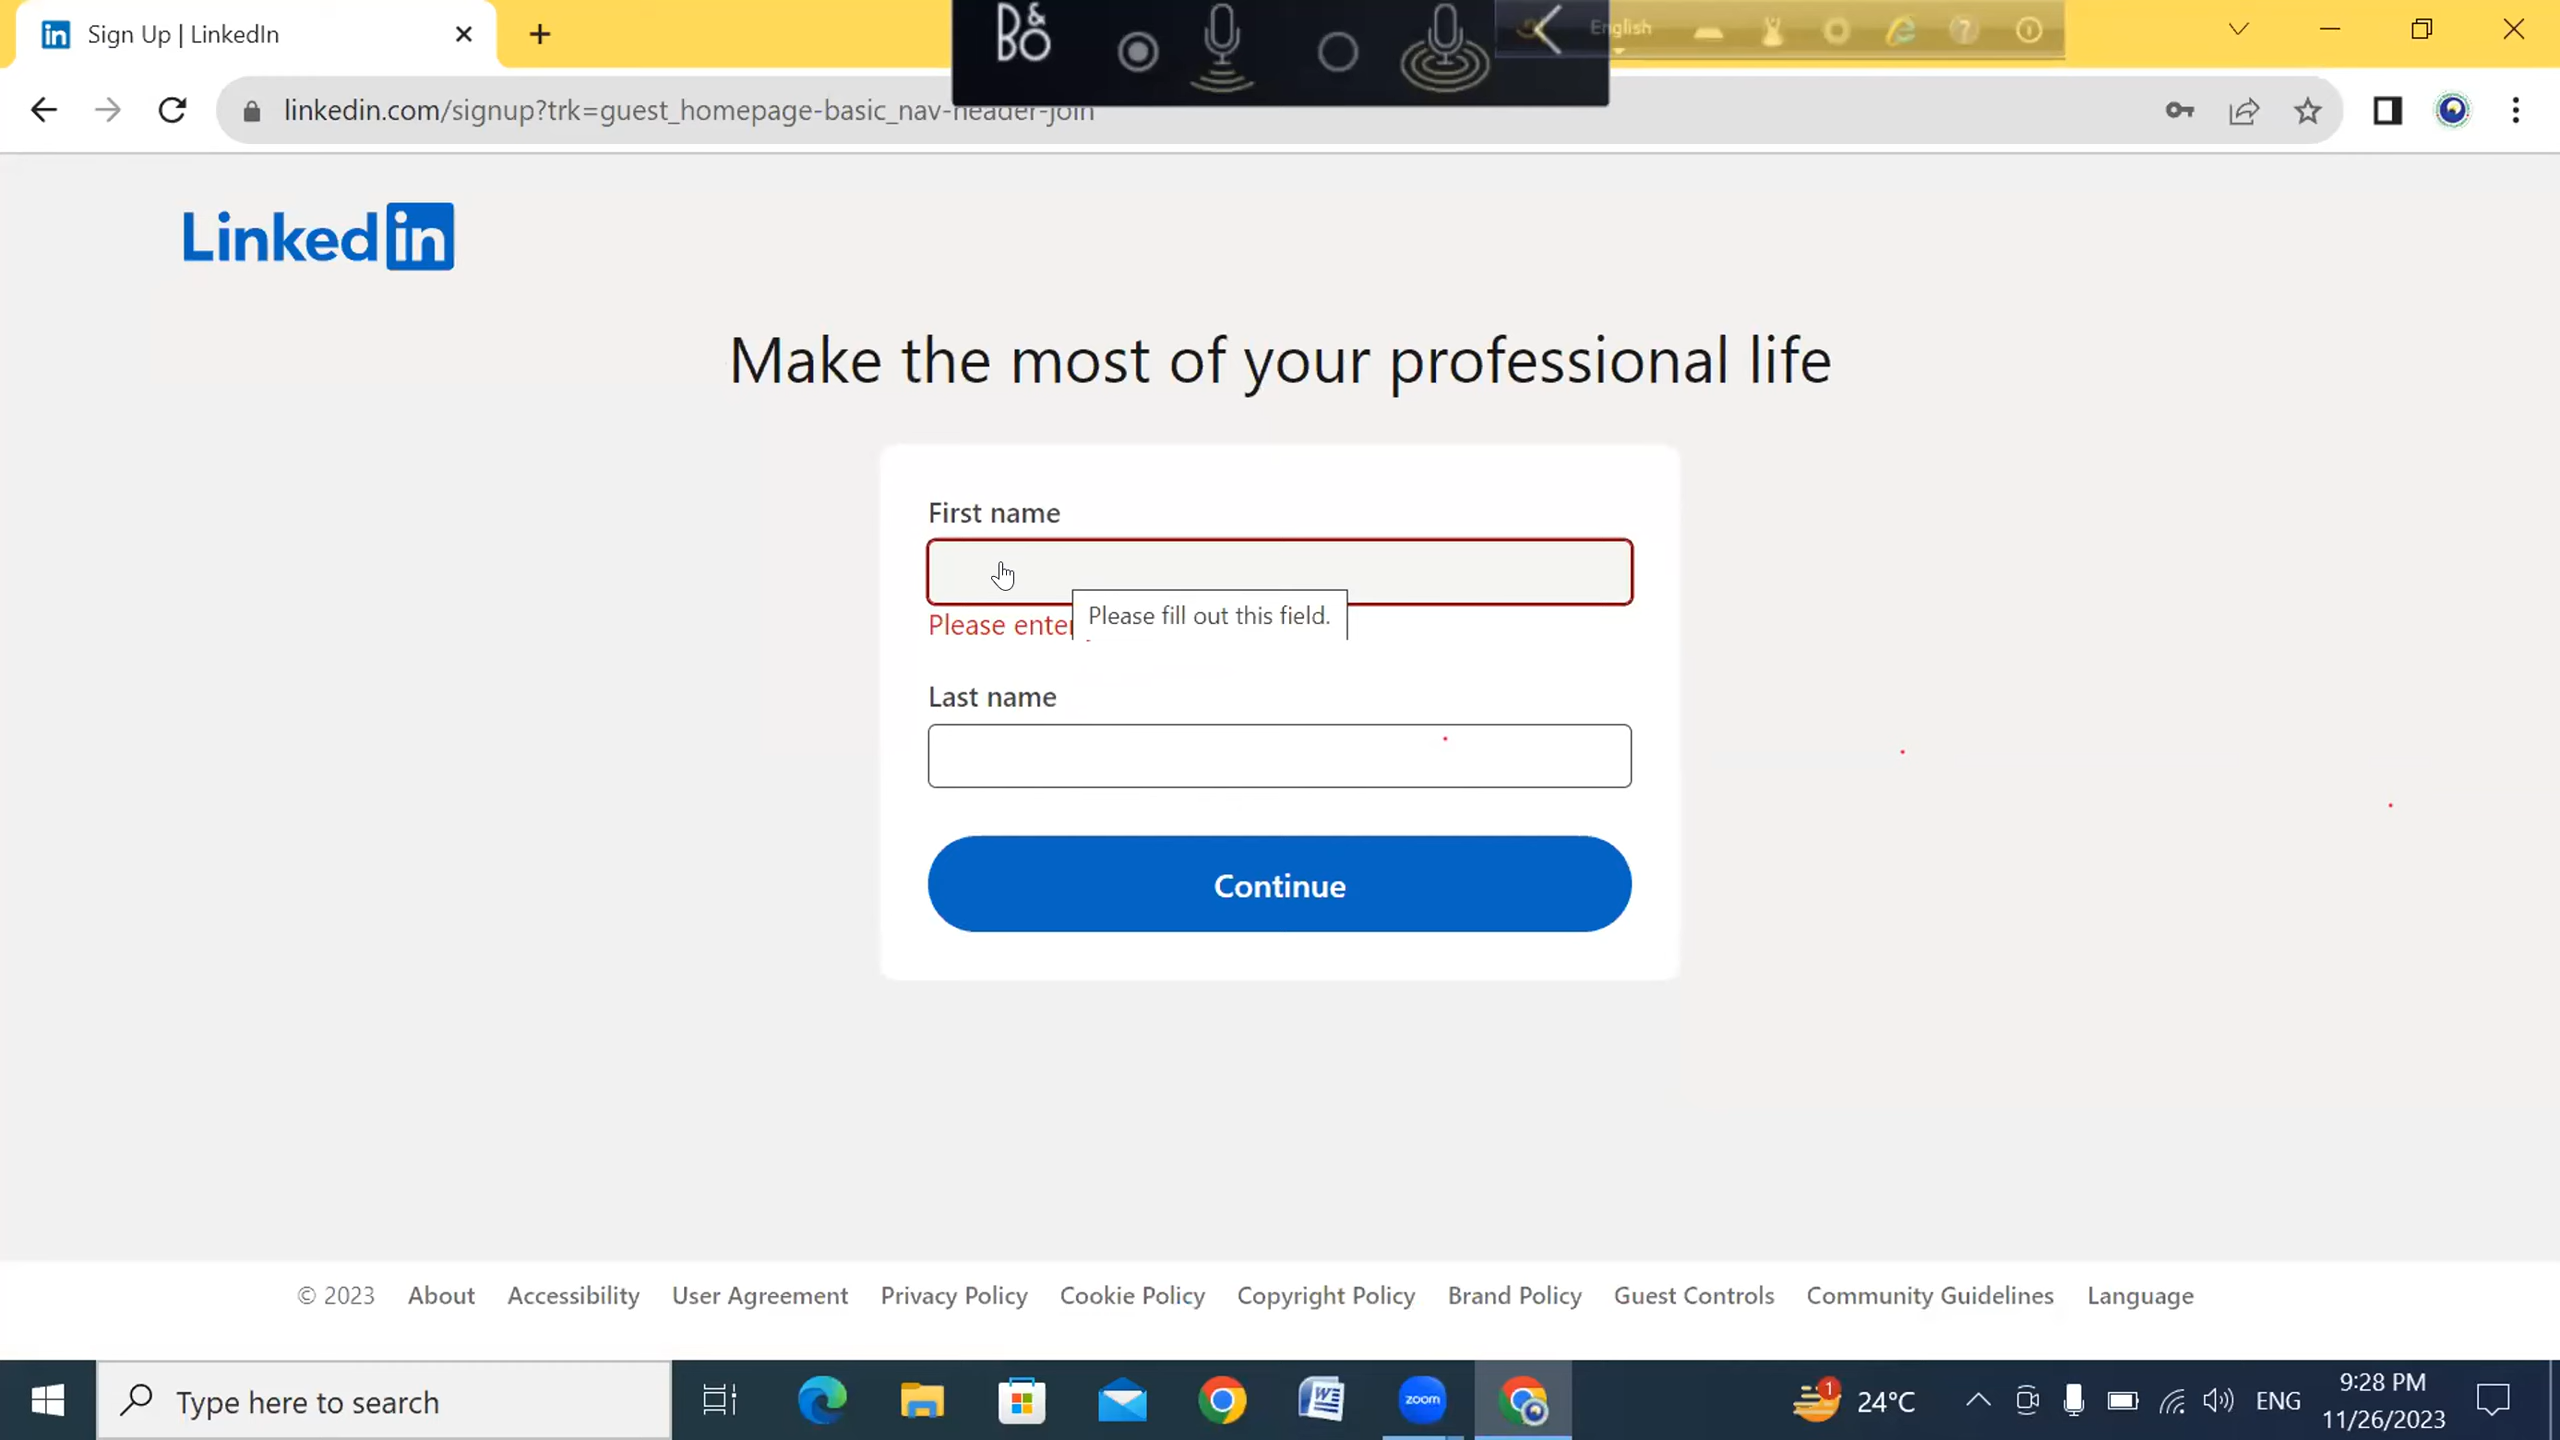 Sign Up | LinkedIn
B&O
English
linkedin.com/signup?trk=guest_homepage-basic_nav-header-join
Linkedin
Make the most of your professional life
First name
Please enter
Please fill out this field.
Last name
Continue
© 2023 About Accessibility User Agreement Privacy Policy Cookie Policy Copyright Policy Brand Policy Guest Controls Community Guidelines Language
Type here to search
zoom
1
24°C
ENG
9:28 PM
11/26/2023